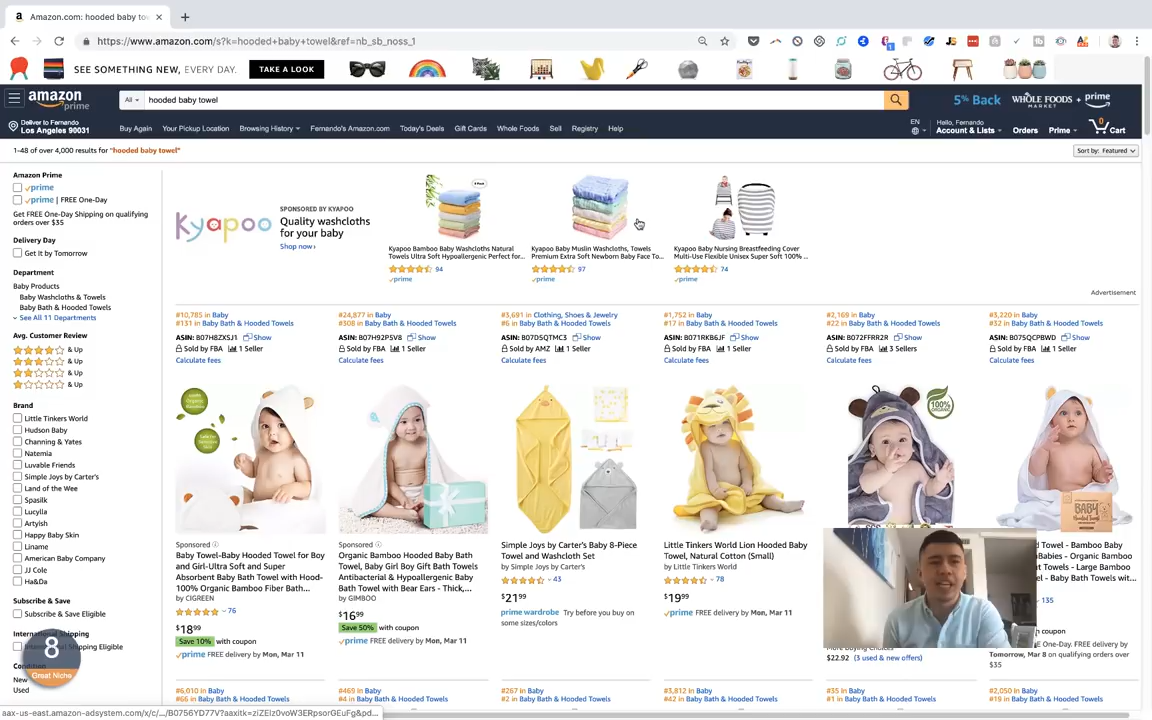 Amazon.com: hooded baby to
https://www.amazon.com/s?k=hooded+baby+towel&ref=nb_sb_noss_1
SEE SOMETHING NEW, EVERY DAY.
TAKE A LOOK
amazon
prime
All
hooded baby towel
5% Back
WHOLE FOODS MARKET + prime
Deliver to Fernando
Los Angeles 90031
Buy Again
Your Pickup Location
Browsing History
Fernando's Amazon.com
Today's Deals
Gift Cards
Whole Foods
Sell
Registry
Help
EN
Hello, Fernando
Account & Lists
Orders
Prime
0
Cart
1-48 of over 4,000 results for "hooded baby towel"
Sort by: Featured
Amazon Prime
prime
prime | FREE One-Day
Get FREE One-Day Shipping on qualifying
orders over $35
Delivery Day
Get It by Tomorrow
Department
Baby Products
Baby Washcloths & Towels
Baby Bath & Hooded Towels
See All 11 Departments
Avg. Customer Review
& Up
& Up
& Up
& Up
Brand
Little Tinkers World
Hudson Baby
Channing & Yates
Natemia
Luvable Friends
Simple Joys by Carter's
Land of the Wee
Spasilk
Lucylla
Artyish
Happy Baby Skin
Liname
American Baby Company
JJ Cole
Ha&Da
Subscribe & Save
Subscribe & Save Eligible
International Shipping
International Shipping Eligible
Condition
New
Used
8
Great Niche
kyapoo
SPONSORED BY KYAPOO
Quality washcloths
for your baby
Shop now ›
Kyapoo Bamboo Baby Washcloths Natural
Towels Ultra Soft Hypoallergenic Perfect for...
94
prime
Kyapoo Baby Muslin Washcloths, Towels
Premium Extra Soft Newborn Baby Face To...
97
prime
Kyapoo Baby Nursing Breastfeeding Cover
Multi-Use Flexible Unisex Super Soft 100% ...
74
prime
Advertisement
#10,785 in Baby
#131 in Baby Bath & Hooded Towels
ASIN: B07H8ZXSJ1 Show
Sold by FBA 1 Seller
Calculate fees
#24,877 in Baby
#308 in Baby Bath & Hooded Towels
ASIN: B07H92P5V8 Show
Sold by FBA 1 Seller
Calculate fees
#3,691 in Clothing, Shoes & Jewelry
#6 in Baby Bath & Hooded Towels
ASIN: B07D5QTMC3 Show
Sold by AMZ 1 Seller
Calculate fees
#1,752 in Baby
#17 in Baby Bath & Hooded Towels
ASIN: B071RKB6JF Show
Sold by FBA 1 Seller
Calculate fees
#2,169 in Baby
#22 in Baby Bath & Hooded Towels
ASIN: B072FRRR2R Show
Sold by FBA 3 Sellers
Calculate fees
#3,220 in Baby
#32 in Baby Bath & Hooded Towels
ASIN: B075QCPBWD Show
Sold by FBA 1 Seller
Calculate fees
100%
BABY
Sponsored
Baby Towel-Baby Hooded Towel for Boy
and Girl-Ultra Soft and Super
Absorbent Baby Bath Towel with Hood-
100% Organic Bamboo Fiber Bath...
by CIGREEN
76
$18.99
Save 10% with coupon
prime FREE delivery by Mon, Mar 11
Sponsored
Organic Bamboo Hooded Baby Bath
Towel, Baby Girl Boy Gift Bath Towels
Antibacterial & Hypoallergenic Baby
Bath Towel with Bear Ears - Thick,...
by GIMBOO
$16.99
Save 50% with coupon
prime FREE delivery by Mon, Mar 11
Simple Joys by Carter's Baby 8-Piece
Towel and Washcloth Set
by Simple Joys by Carter's
43
$21.99
prime wardrobe Try before you buy on
some sizes/colors
Little Tinkers World Lion Hooded Baby
Towel, Natural Cotton (Small)
by Little Tinkers World
78
$19.99
prime FREE delivery by Mon, Mar 11
$22.92 (3 used & new offers)
Towel - Bamboo Baby
Babies - Organic Bamboo
- Large Bamboo
- Baby Bath Towels wit...
135
coupon
FREE delivery by
Tomorrow, Mar 8 on qualifying orders over
$35
#6,010 in Baby
#66 in Baby Bath & Hooded Towels
#469 in Baby
#4 in Baby Bath & Hooded Towels
#267 in Baby
#2 in Baby Bath & Hooded Towels
#3,812 in Baby
#42 in Baby Bath & Hooded Towels
#35 in Baby
#1 in Baby Bath & Hooded Towels
#2,050 in Baby
#19 in Baby Bath & Hooded Towels